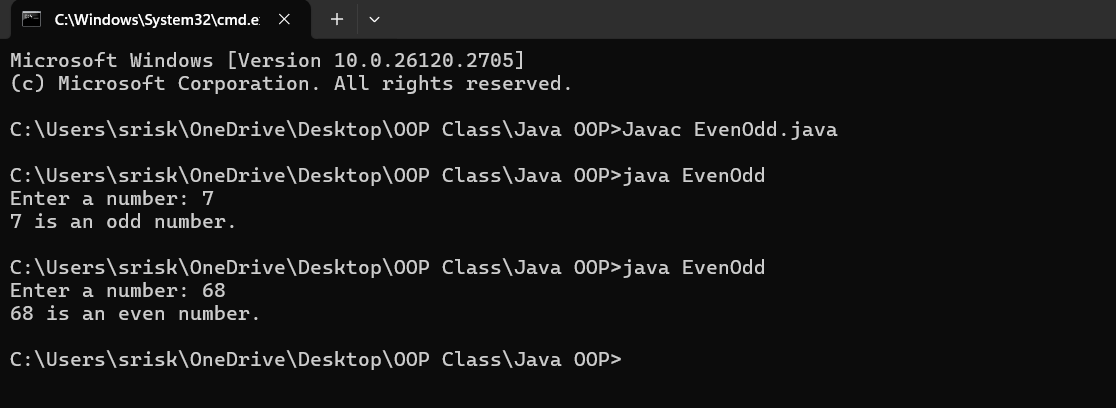 C:\Windows\System32\cmd.e
Microsoft Windows [Version 10.0.26120.2705]
(c) Microsoft Corporation. All rights reserved.
C:\Users\srisk\OneDrive\Desktop\OOP Class\Java OOP>Javac EvenOdd.java
C:\Users\srisk\OneDrive\Desktop\OOP Class\Java OOP>java EvenOdd
Enter a number: 7
7 is an odd number.
C:\Users\srisk\OneDrive\Desktop\OOP Class\Java OOP>java EvenOdd
Enter a number: 68
68 is an even number.
C:\Users\srisk\OneDrive\Desktop\OOP Class\Java OOP>